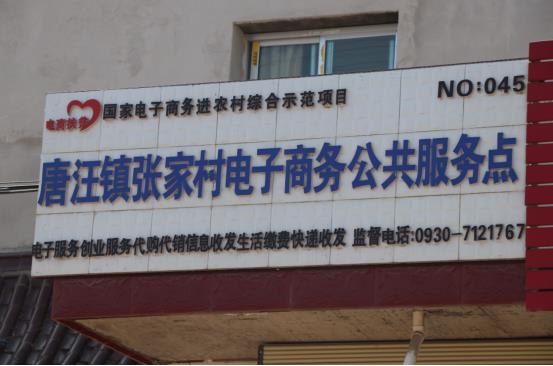 国家电子商务进农村综合示范项目
NO:045
电商扶贫
唐汪镇张家村电子商务公共服务点
电子服务创业服务代购代销信息收发生活缴费快递收发 监督电话:0930-7121767